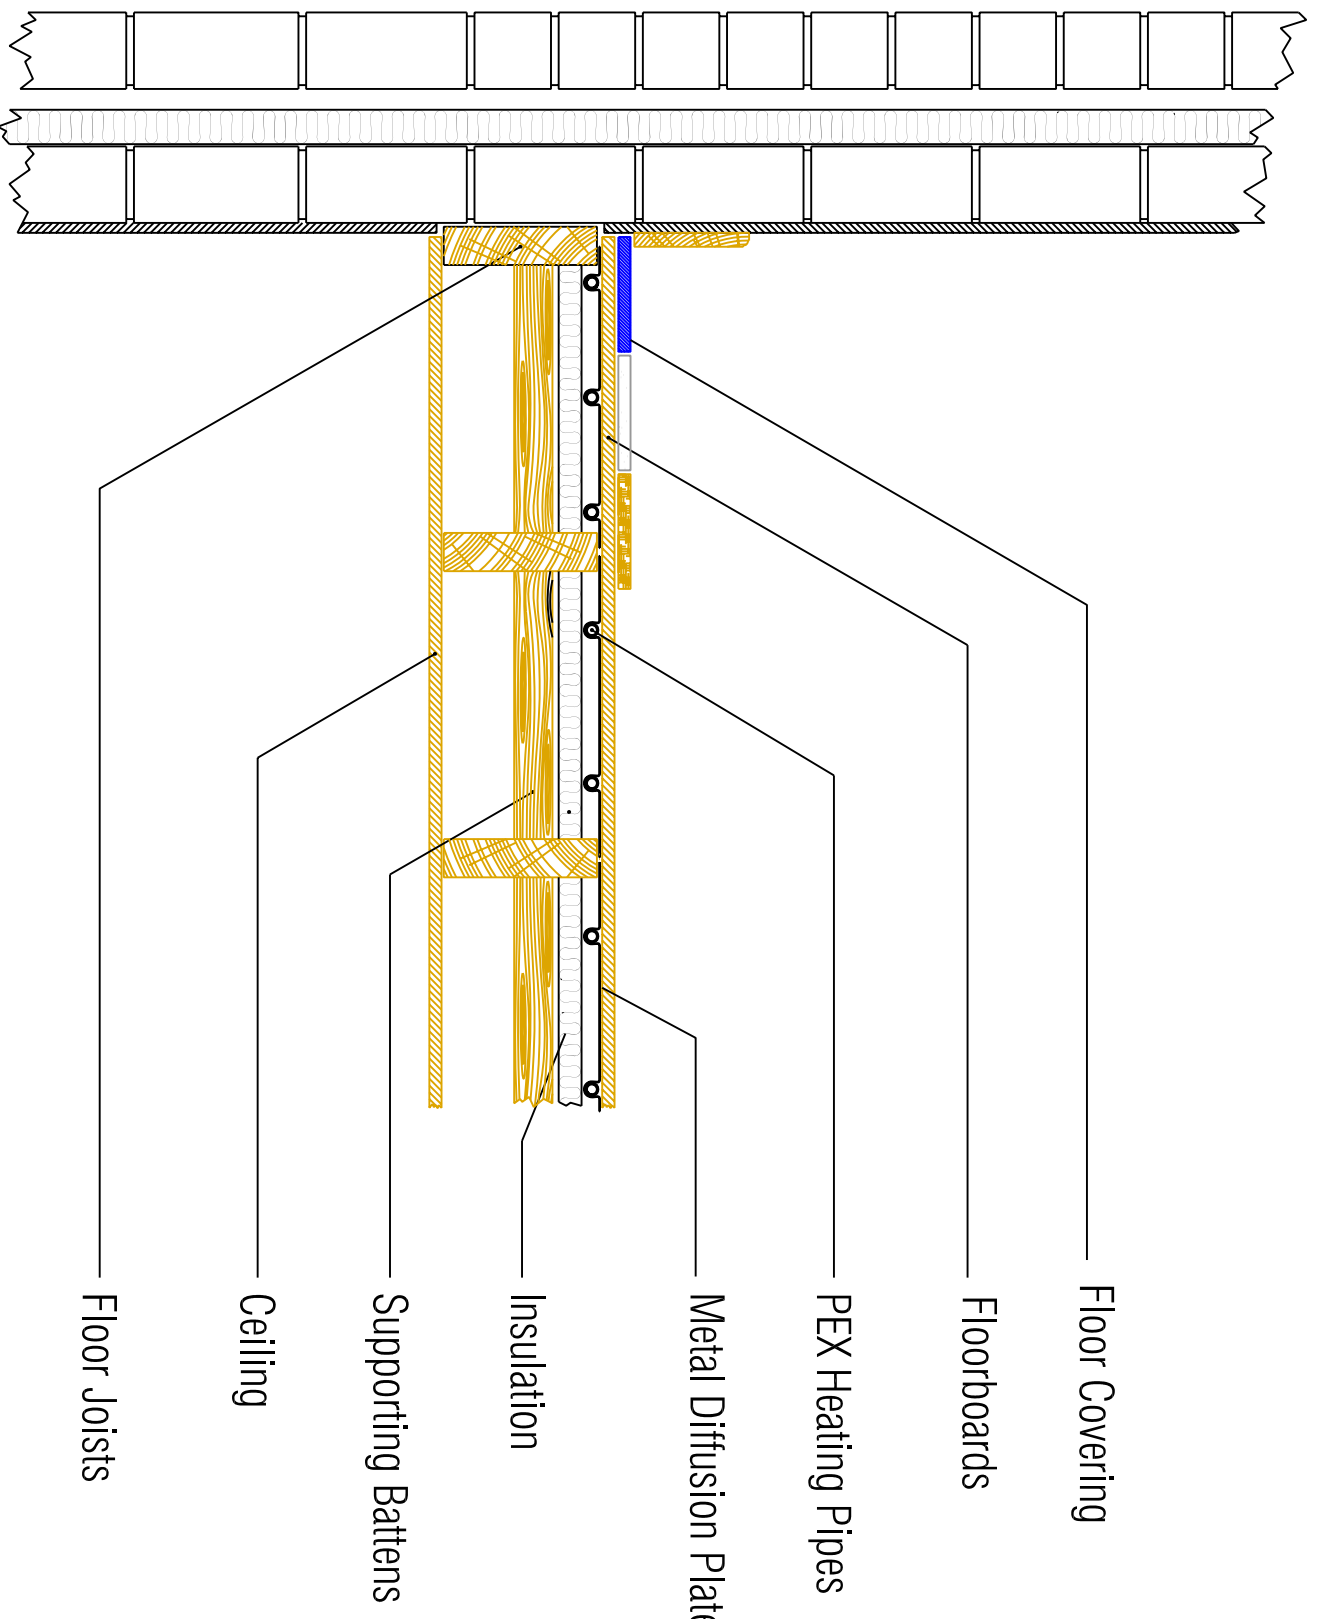 Floor Covering
Floorboards
PEX Heating Pipes
Metal Diffusion Plate
Insulation
Supporting Battens
Ceiling
Floor Joists